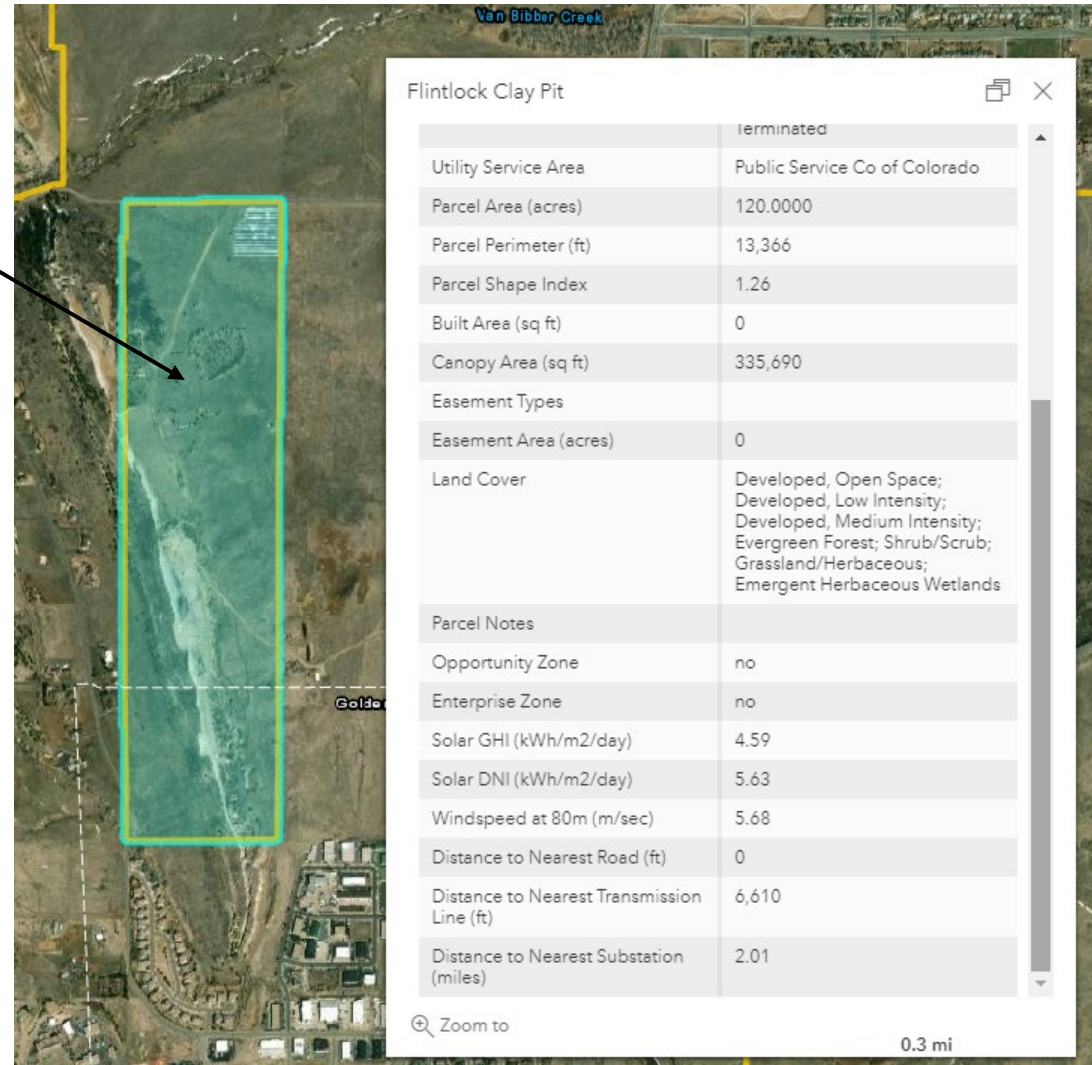 Van Bibber Creek
Flintlock Clay Pit
Terminated
Utility Service Area Public Service Co of Colorado
Parcel Area (acres) 120.0000
Parcel Perimeter (ft) 13,366
Parcel Shape Index 1.26
Built Area (sq ft) 0
Canopy Area (sq ft) 335,690
Easement Types
Easement Area (acres) 0
Land Cover Developed, Open Space;
Developed, Low Intensity;
Developed, Medium Intensity;
Evergreen Forest; Shrub/Scrub;
Grassland/Herbaceous;
Emergent Herbaceous Wetlands
Parcel Notes
Opportunity Zone no
Enterprise Zone no
Golde
Solar GHI (kWh/m2/day) 4.59
Solar DNI (kWh/m2/day) 5.63
Windspeed at 80m (m/sec) 5.68
Distance to Nearest Road (ft) 0
Distance to Nearest Transmission 6,610
Line (ft)
Distance to Nearest Substation 2.01
(miles)
Zoom to
0.3 mi